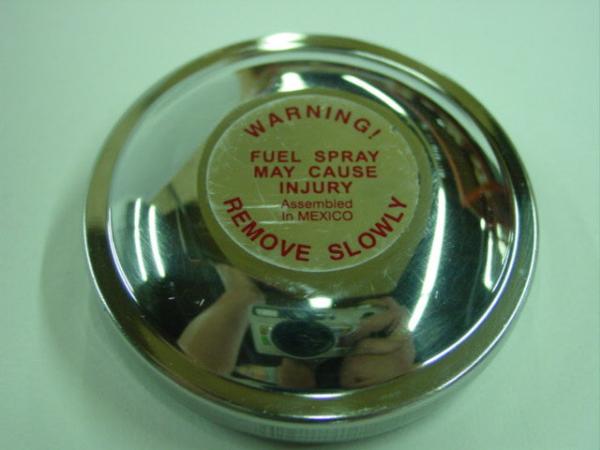 WARNING!
FUEL SPRAY
MAY CAUSE
INJURY
Assembled
In MEXICO
REMOVE SLOWLY